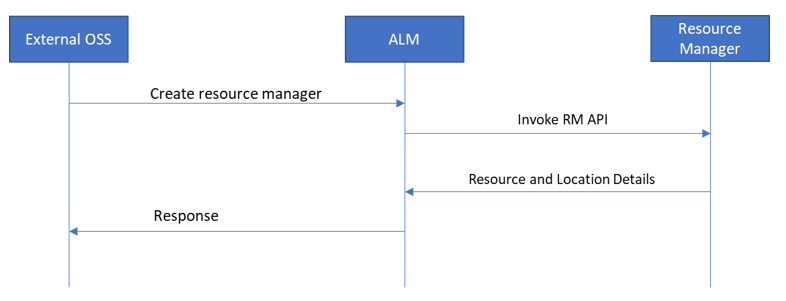 External OSS
ALM
Resource
Manager
Create resource manager
Invoke RM API
Resource and Location Details
Response